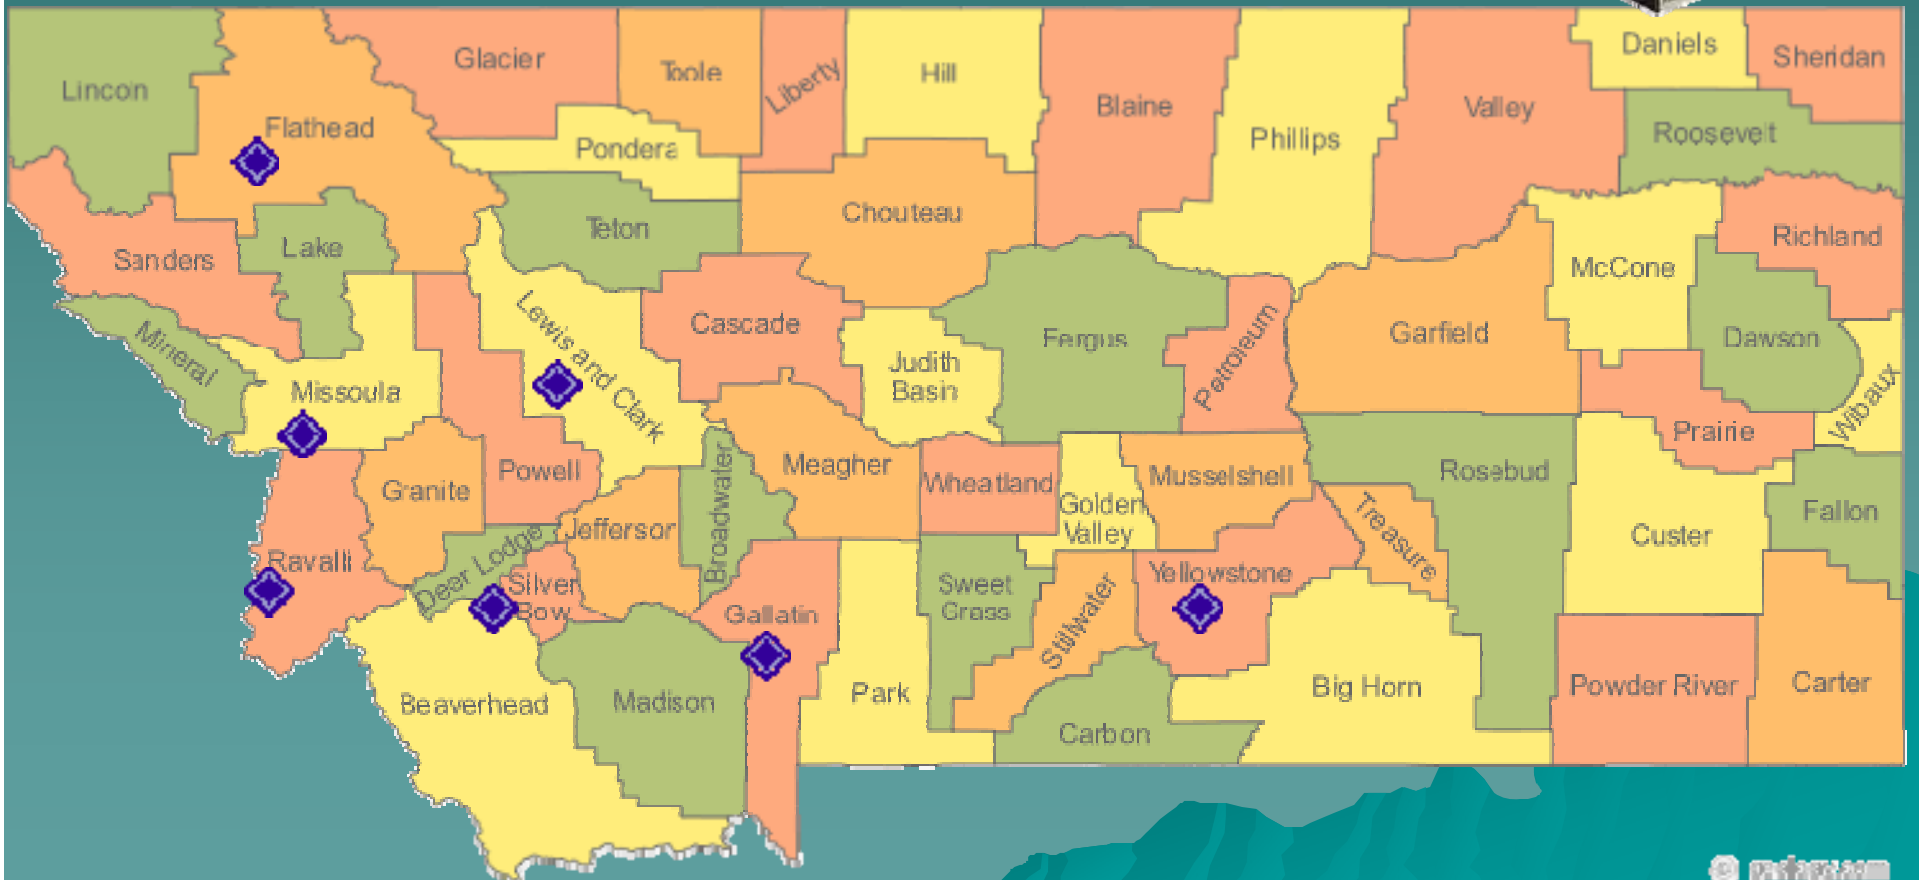 Lincoln
Glacier
Toole
Liberty
Hill
Blaine
Phillips
Valley
Daniels
Sheridan
Flathead
Pondera
Roosevelt
Sanders
Lake
Teton
Chouteau
McCone
Richland
Mineral
Missoula
Lewis and Clark
Cascade
Judith
Basin
Fergus
Petroleum
Garfield
Dawson
Wibaux
Prairie
Granite
Powell
Broadwater
Meagher
Wheatland
Golden
Valley
Musselshell
Rosebud
Treasure
Custer
Fallon
Ravalli
Deer Lodge
Silver
Bow
Jefferson
Gallatin
Sweet
Grass
Stillwater
Yellowstone
Beaverhead
Madison
Park
Carbon
Big Horn
Powder River
Carter